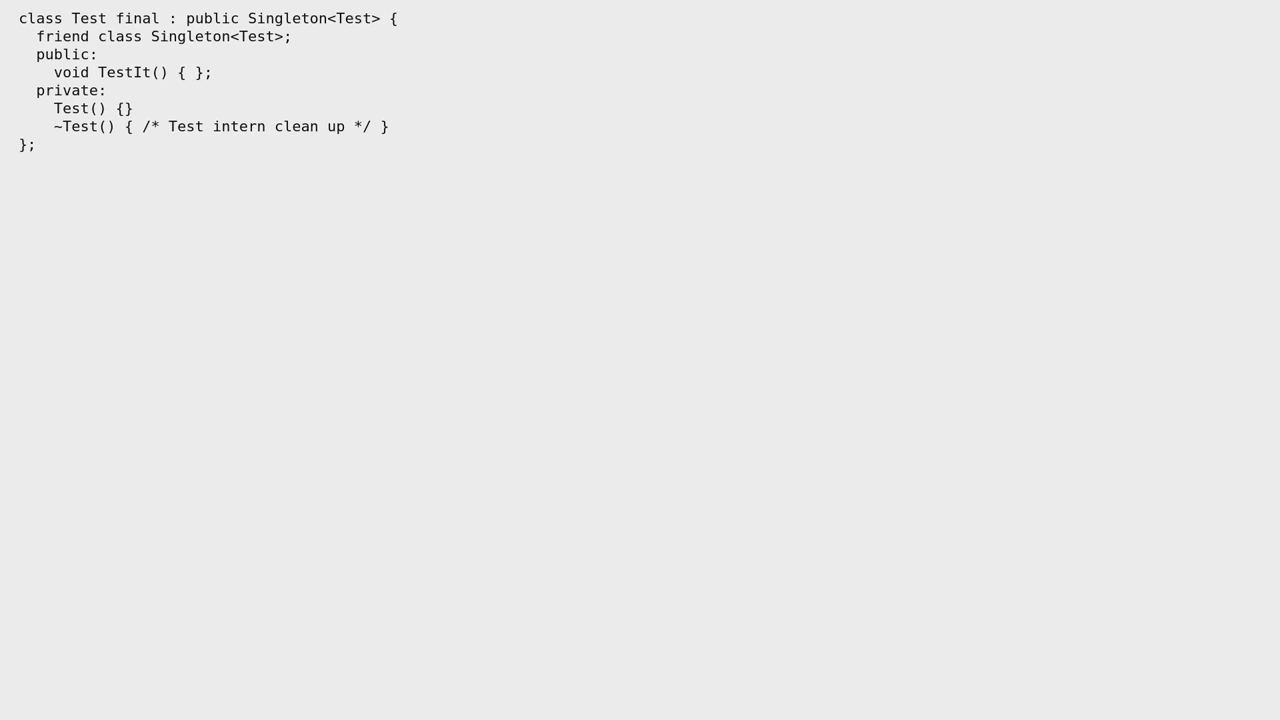 class Test final : public Singleton<Test> {
  friend class Singleton<Test>;
  public:
    void TestIt() { };
  private:
    Test() {}
    ~Test() { /* Test intern clean up */ }
};